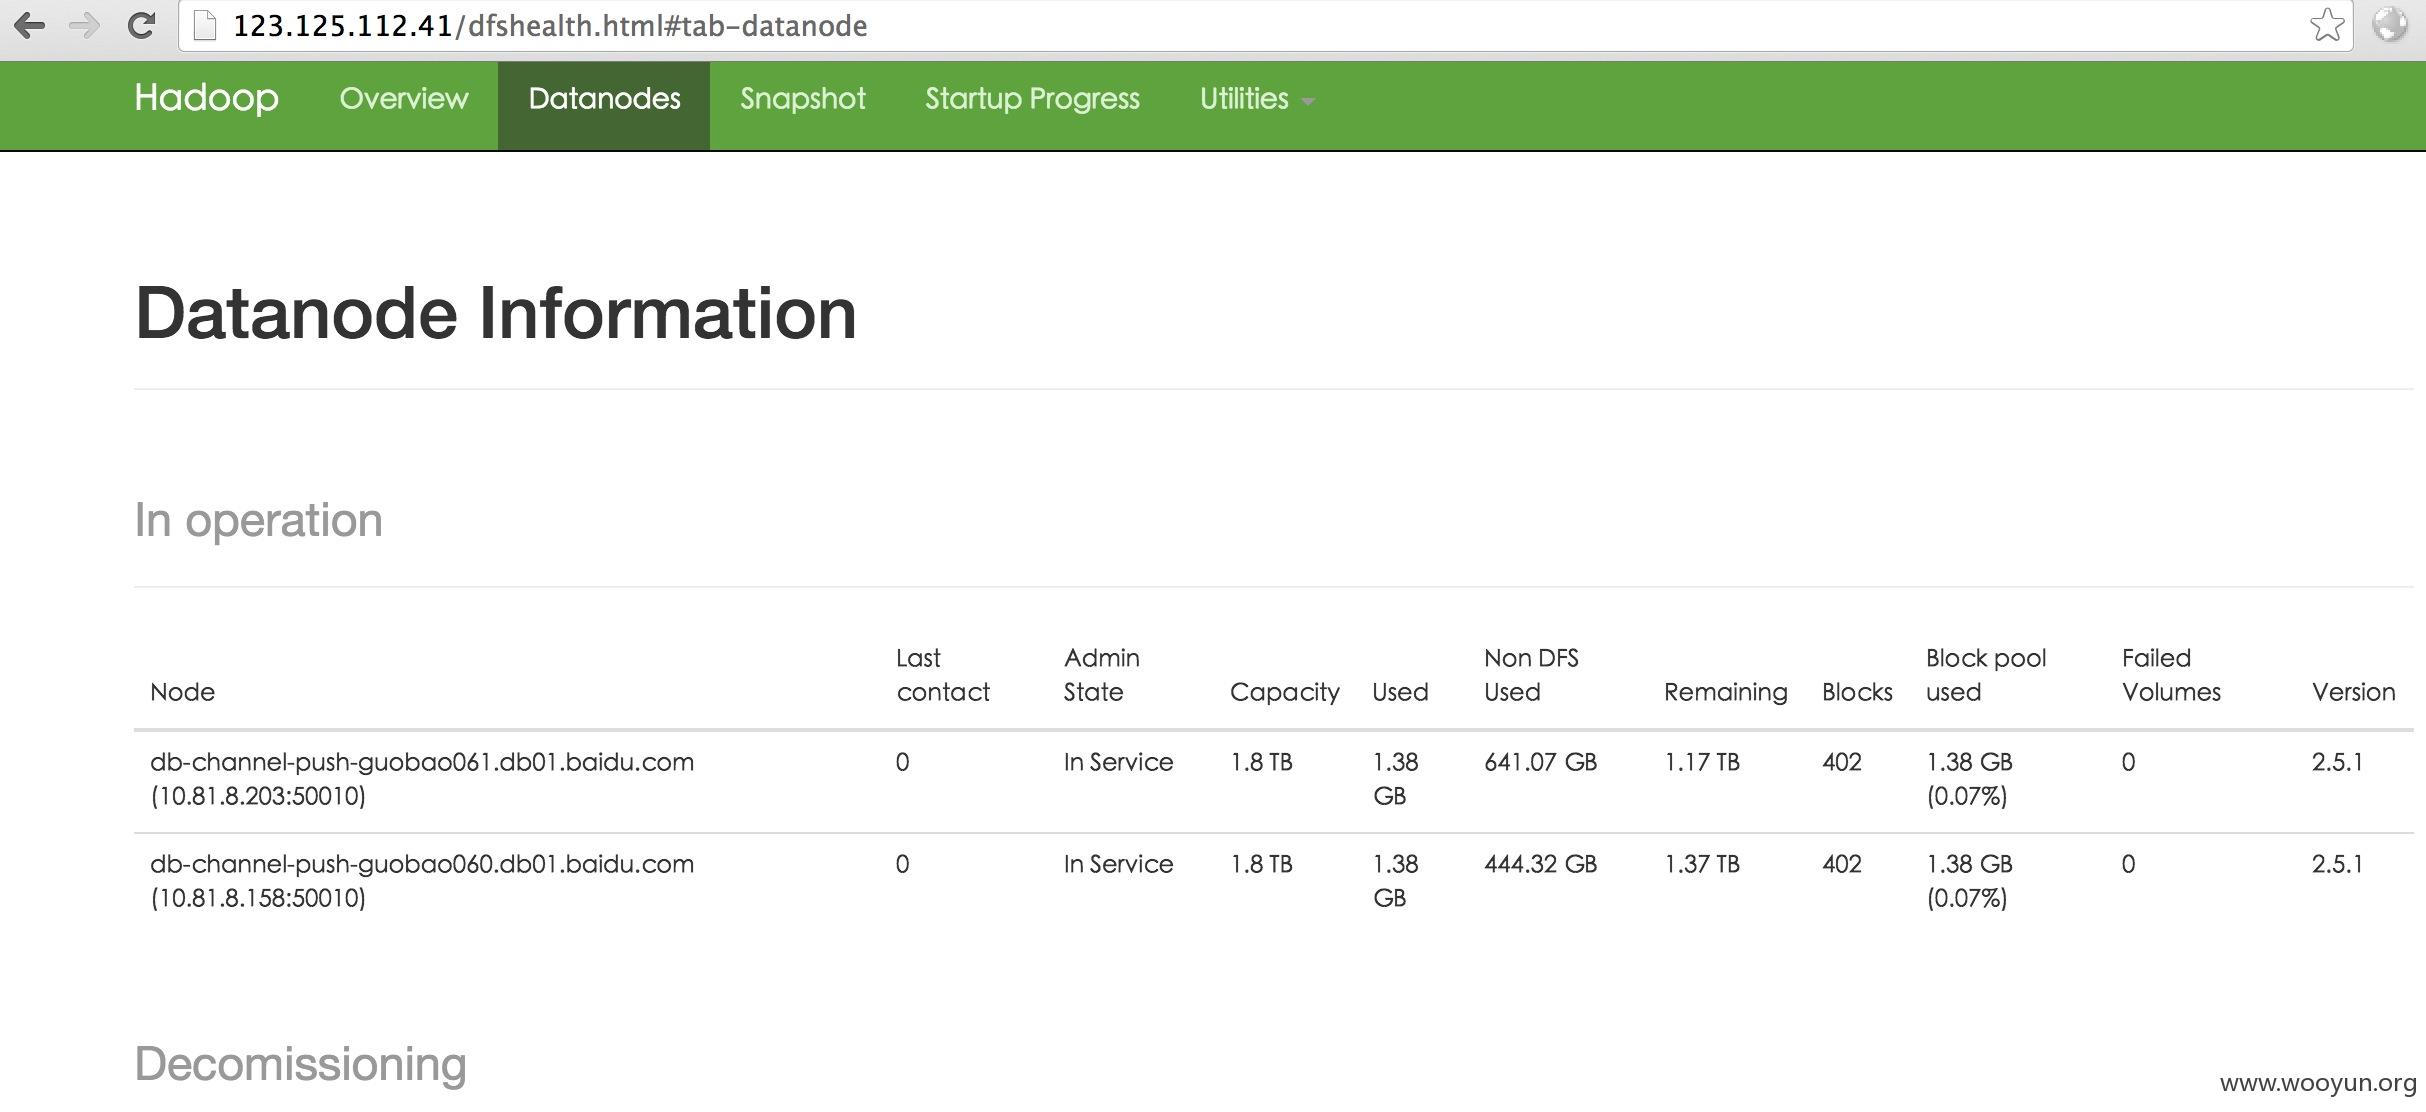 123.125.112.41/dfshealth.html#tab-datanode
Hadoop Overview Datanodes Snapshot Startup Progress Utilities
Datanode Information
In operation
Node Last contact Admin State Capacity Used Non DFS Used Remaining Blocks Block pool used Failed Volumes Version
db-channel-push-guobao061.db01.baidu.com (10.81.8.203:50010) 0 In Service 1.8 TB 1.38 GB 641.07 GB 1.17 TB 402 1.38 GB (0.07%) 0 2.5.1
db-channel-push-guobao060.db01.baidu.com (10.81.8.158:50010) 0 In Service 1.8 TB 1.38 GB 444.32 GB 1.37 TB 402 1.38 GB (0.07%) 0 2.5.1
Decomissioning
www.wooyun.org